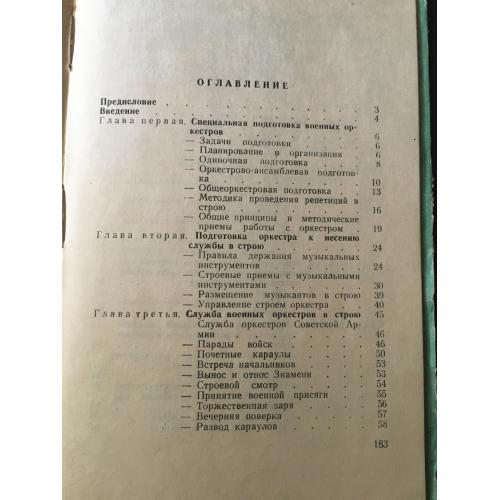 ОГЛАВЛЕНИЕ
Предисловие . . . . . . . . . . 3
Введение . . . . . . . . . . 4
Глава первая. Специальная подготовка военных ор-
кестров . . . . . . . . 6
— Задачи подготовки . . . . . 6
— Планирование и организация . . 6
— Одиночная подготовка . . . . 8
— Оркестрово-ансамблевая подготов-
ка . . . . . . . . 10
— Общеоркестровая подготовка . . 13
— Методика проведения репетиций в
строю . . . . . . . . 16
— Общие принципы и методические
приемы работы с оркестром . . 19
Глава вторая. Подготовка оркестра к несению
службы в строю . . . . . . 24
— Правила держания музыкальных
инструментов . . . . . . 24
— Строевые приемы с музыкальными
инструментами . . . . . . 30
— Размещение музыкантов в строю 39
— Управление строем оркестра . . 40
Глава третья. Служба военных оркестров в строю 45
Служба оркестров Советской Ар-
мии . . . . . . . . 46
— Парады войск . . . . . . 46
— Почетные караулы . . . . . 50
— Встреча начальников . . . . 53
— Вынос и относ Знамени . . . 53
— Строевой смотр . . . . . 54
— Принятие военной присяги . . 55
— Торжественная заря . . . . 56
— Вечерняя поверка . . . . . 57
— Развод караулов . . . . . 58
183